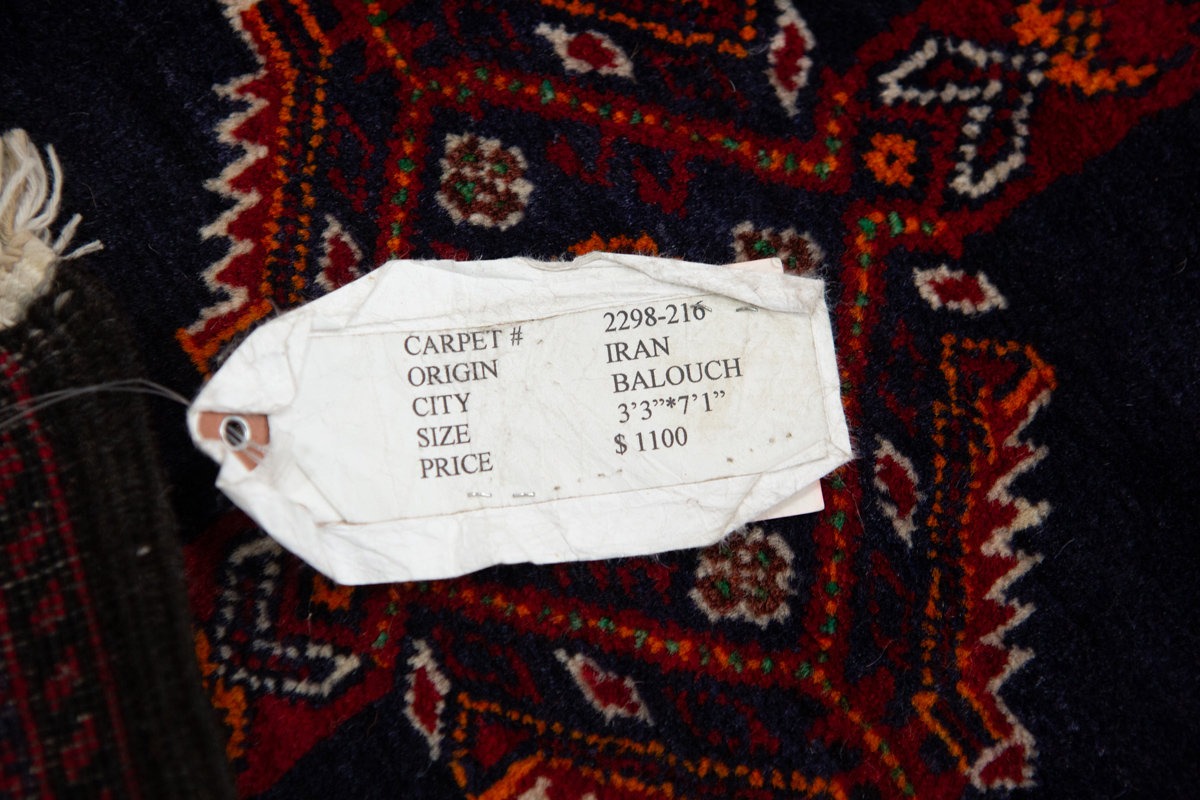 CARPET # 2298-216
ORIGIN IRAN
CITY BALOUCH
SIZE 3’3”*7’1”
PRICE $ 1100